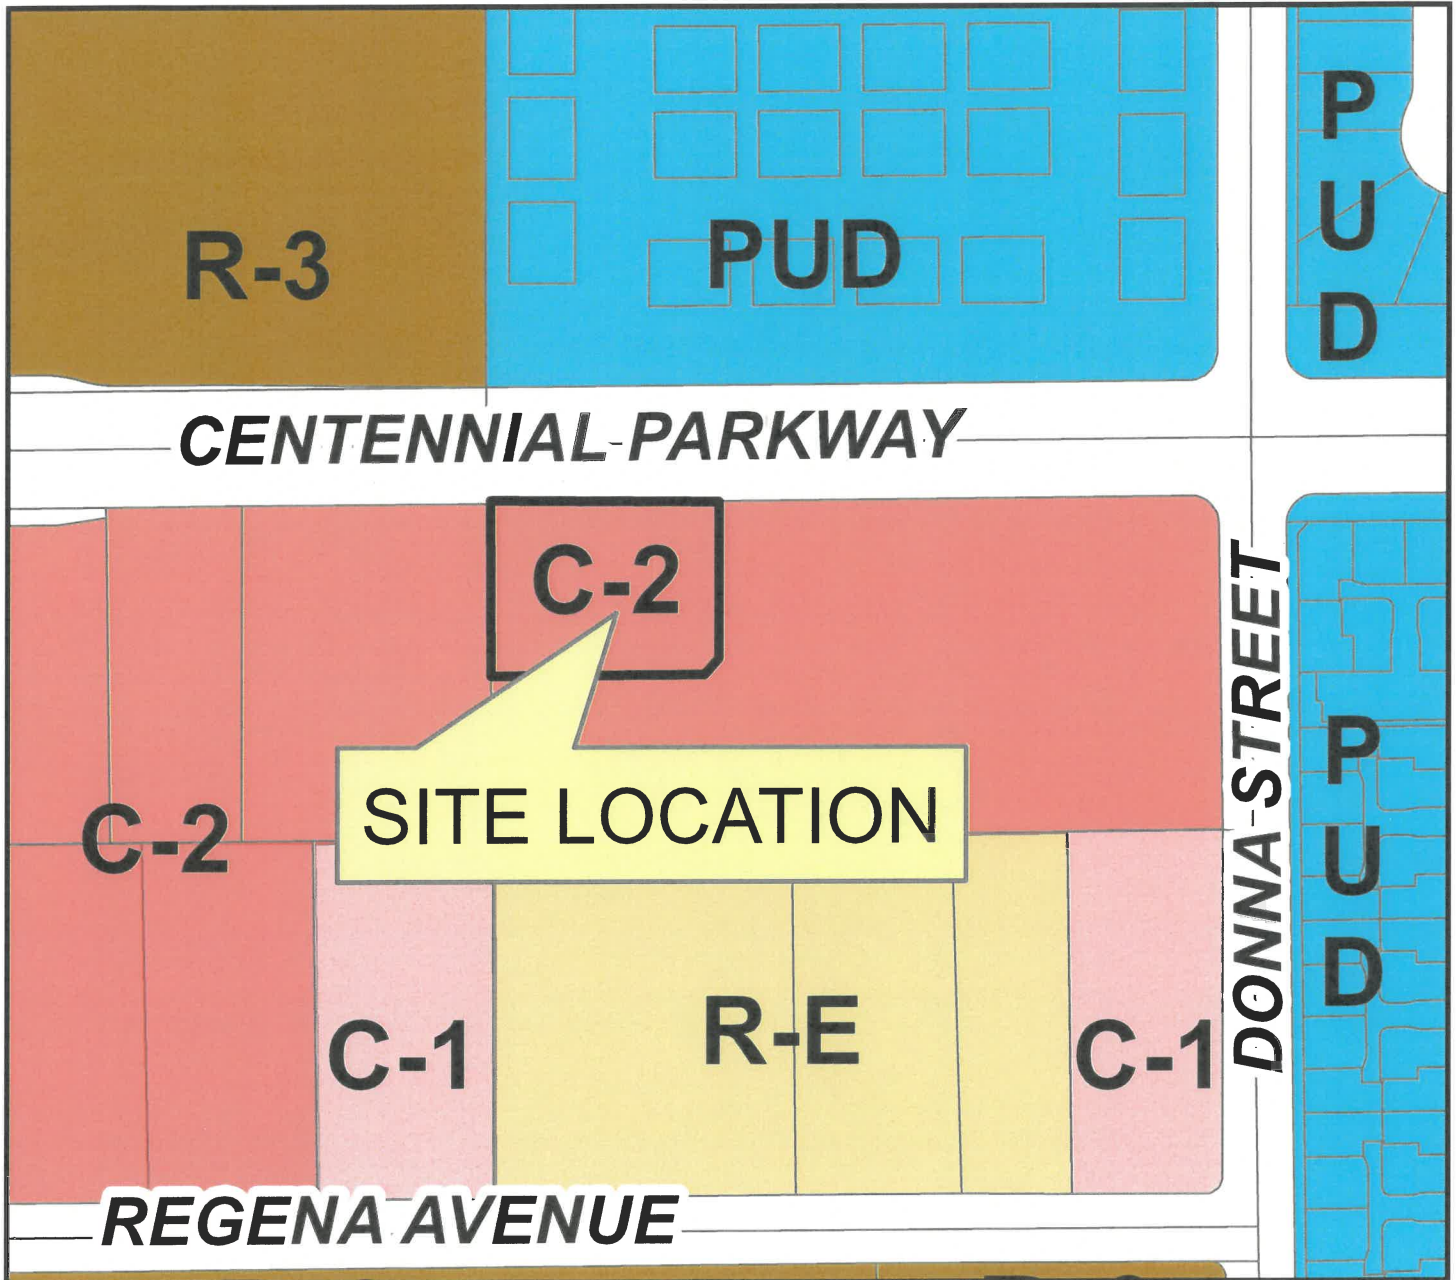 R-3
PUD
PUD
CENTENNIAL PARKWAY
C-2
SITE LOCATION
C-2
DONNA STREET
PUD
C-1
R-E
C-1
REGENA AVENUE